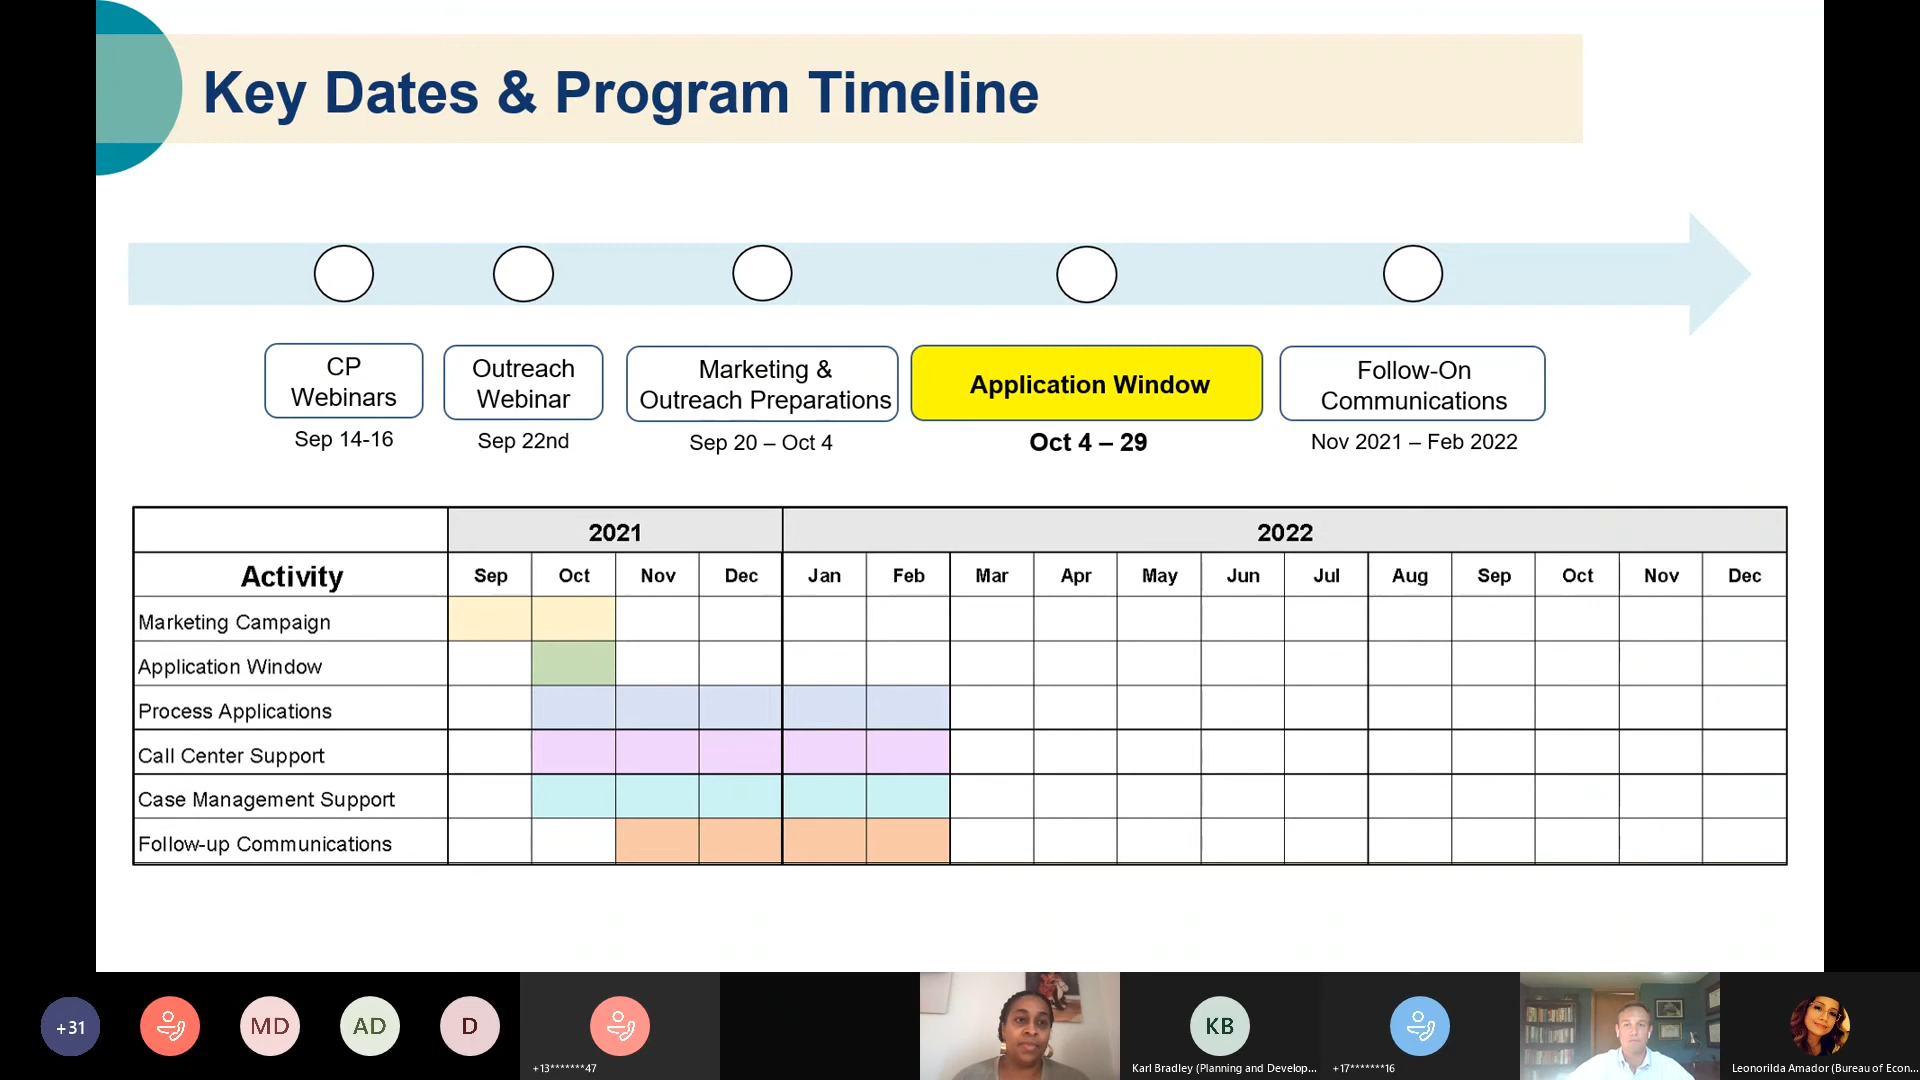 Key Dates & Program Timeline
CP
Webinars
Sep 14-16
Outreach
Webinar
Sep 22nd
Marketing &
Outreach Preparations
Sep 20 – Oct 4
Application Window
Oct 4 – 29
Follow-On
Communications
Nov 2021 – Feb 2022
2021 2022
Activity Sep Oct Nov Dec Jan Feb Mar Apr May Jun Jul Aug Sep Oct Nov Dec
Marketing Campaign
Application Window
Process Applications
Call Center Support
Case Management Support
Follow-up Communications
+31
MD
AD
D
+13*******47
KB
Karl Bradley (Planning and Develop...
+17*******16
Leonorilda Amador (Bureau of Econ...